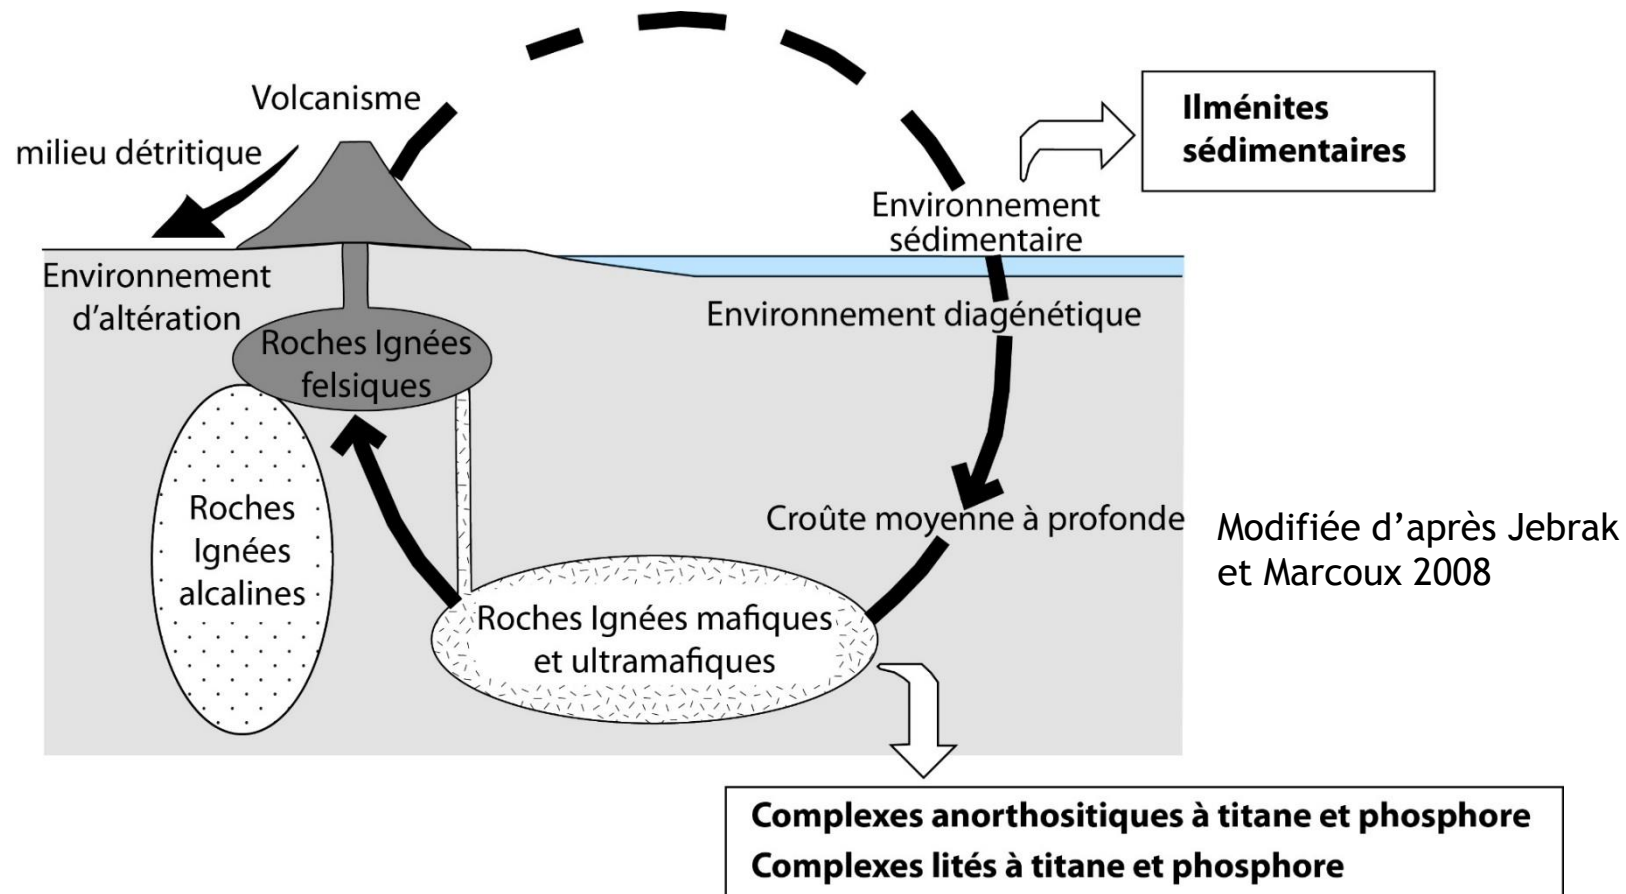 Volcanisme
milieu détritique
Ilménites
sédimentaires
Environnement
sédimentaire
Environnement
d'altération
Environnement diagénétique
Roches Ignées
felsiques
Roches
Ignées
alcalines
Croûte moyenne à profonde
Modifiée d'après Jebrak
et Marcoux 2008
Roches Ignées mafiques
et ultramafiques
Complexes anorthositiques à titane et phosphore
Complexes lités à titane et phosphore